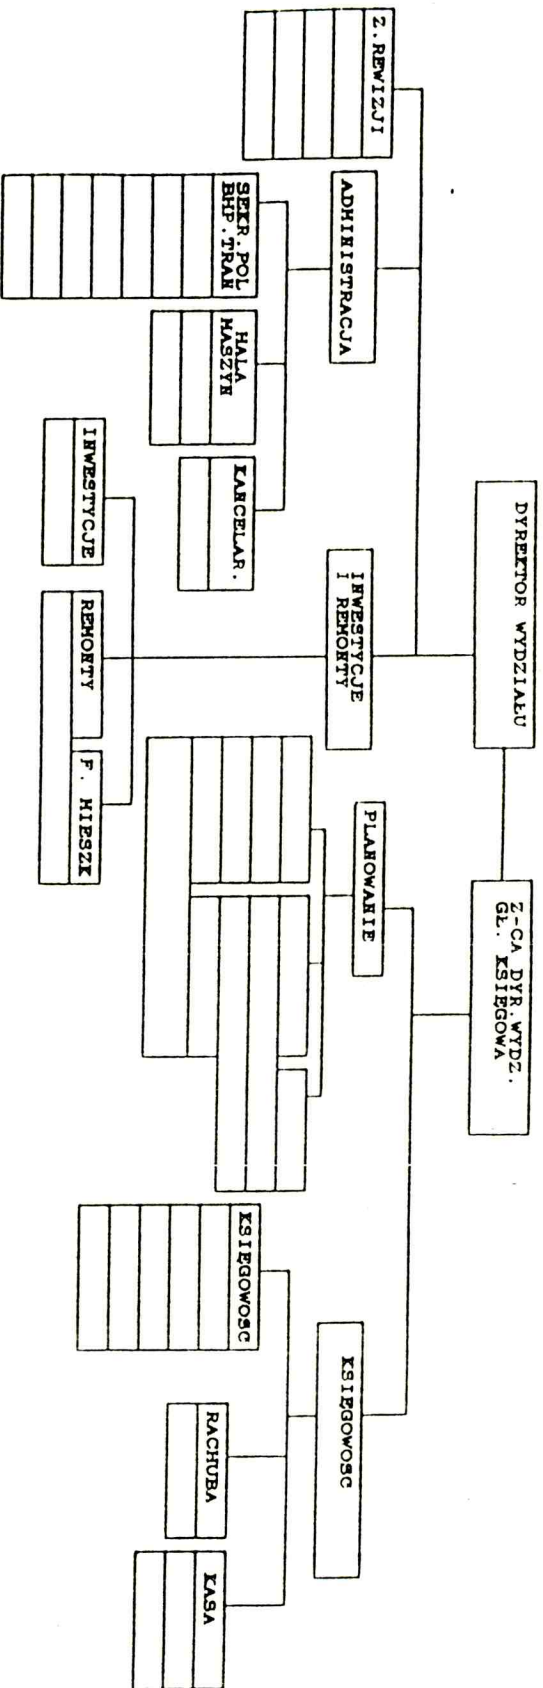 DYREKTOR WYDZIAŁU
Z-CA DYR.WYDZ.
GŁ. KSIĘGOWA
Z.REWIZJI
ADMINISTRACJA
INWESTYCJE
I REMONTY
PLANOWANIE
KSIĘGOWOSC
SEKR.POL
BHP.TRAN
HALA
MASZYN
KANCELAR.
INWESTYCJE
REMONTY
F. MIESZK
KSIĘGOWOSC
RACHUBA
KASA